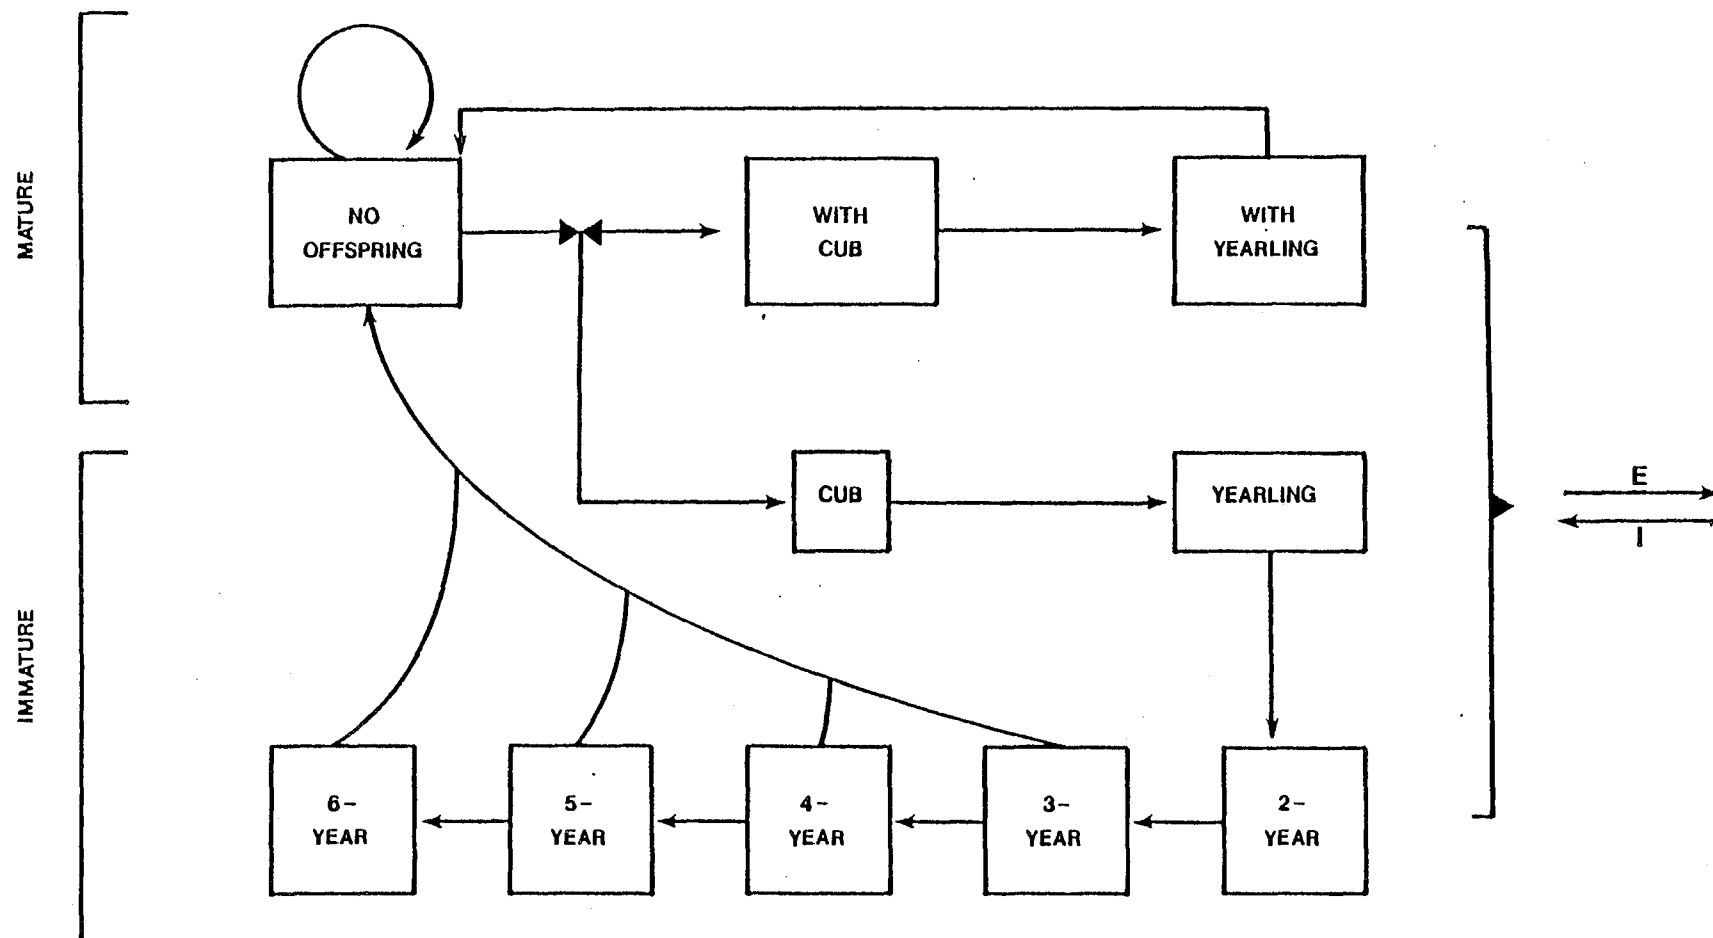 MATURE
NO
OFFSPRING
WITH
CUB
WITH
YEARLING
IMMATURE
CUB
YEARLING
E
I
6-
YEAR
5-
YEAR
4-
YEAR
3-
YEAR
2-
YEAR